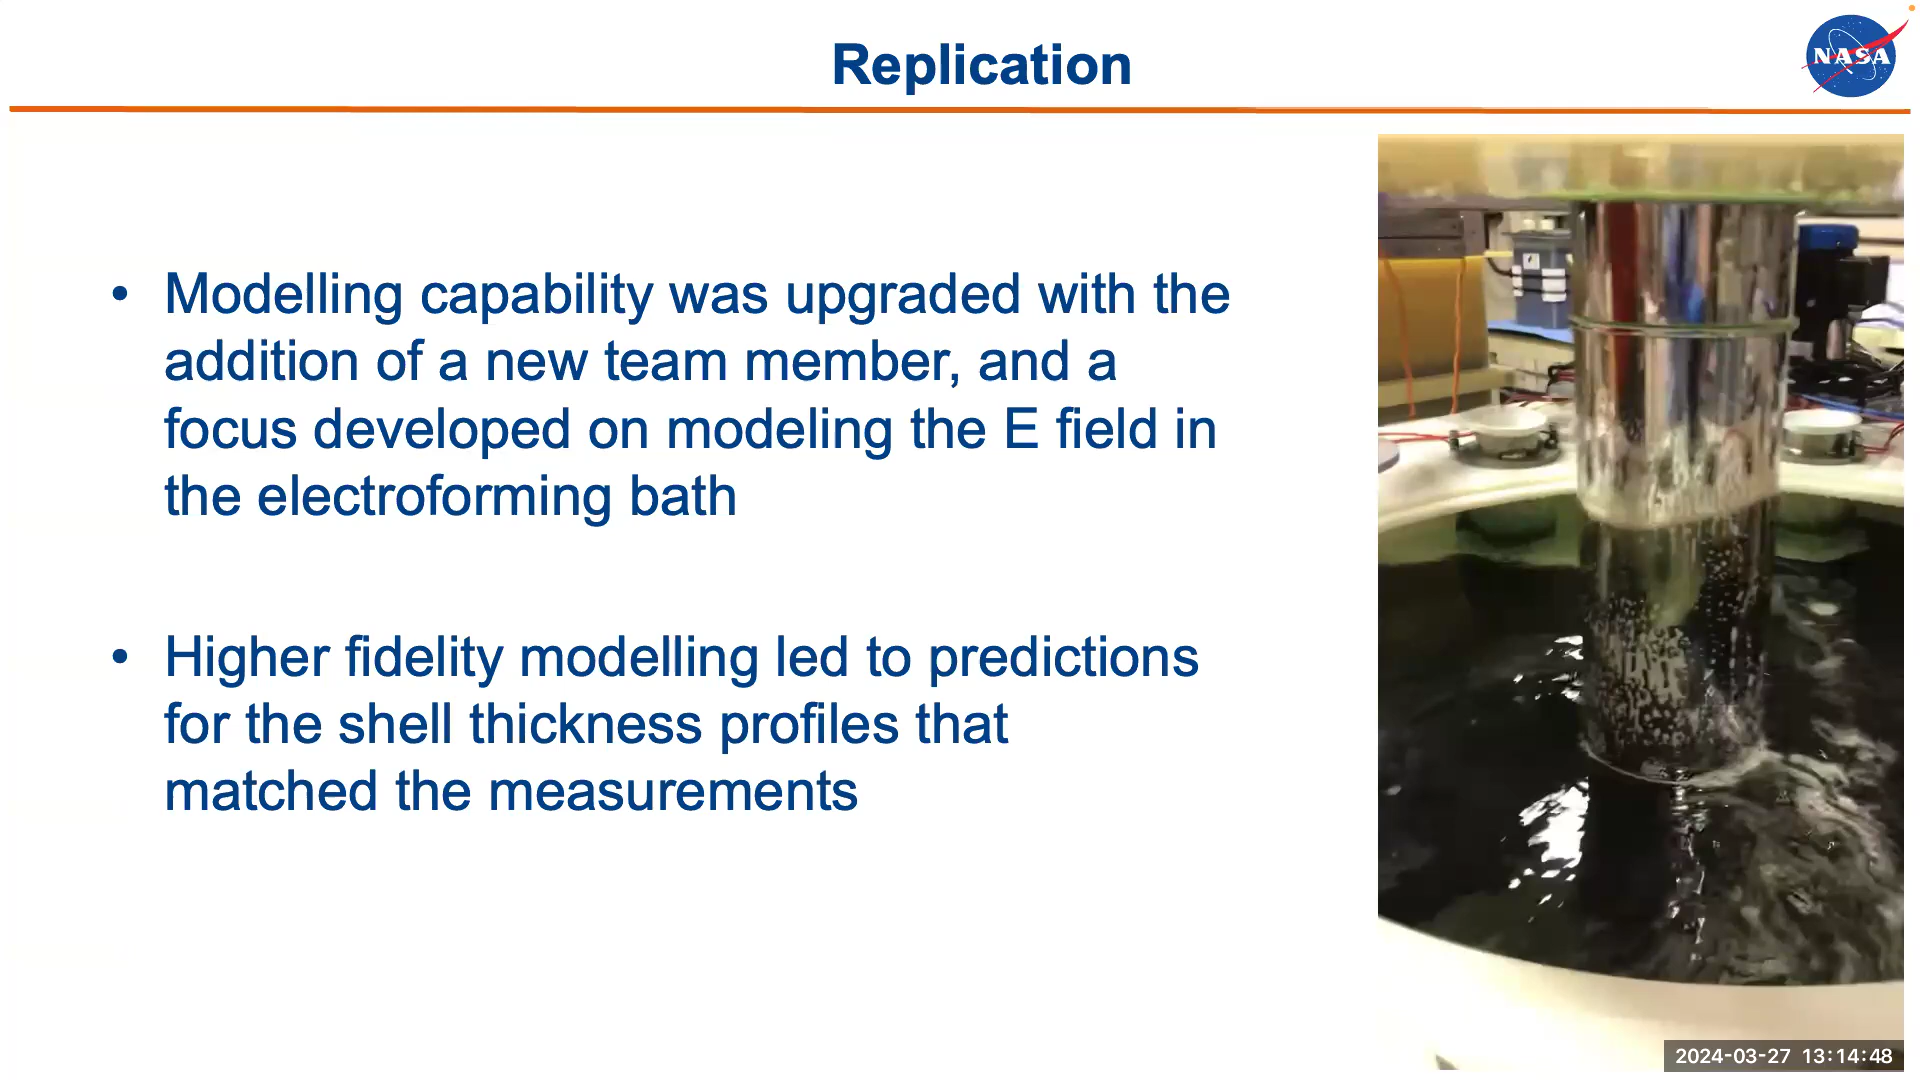 Replication
NASA
• Modelling capability was upgraded with the
addition of a new team member, and a
focus developed on modeling the E field in
the electroforming bath
• Higher fidelity modelling led to predictions
for the shell thickness profiles that
matched the measurements
2024-03-27 13:14:48